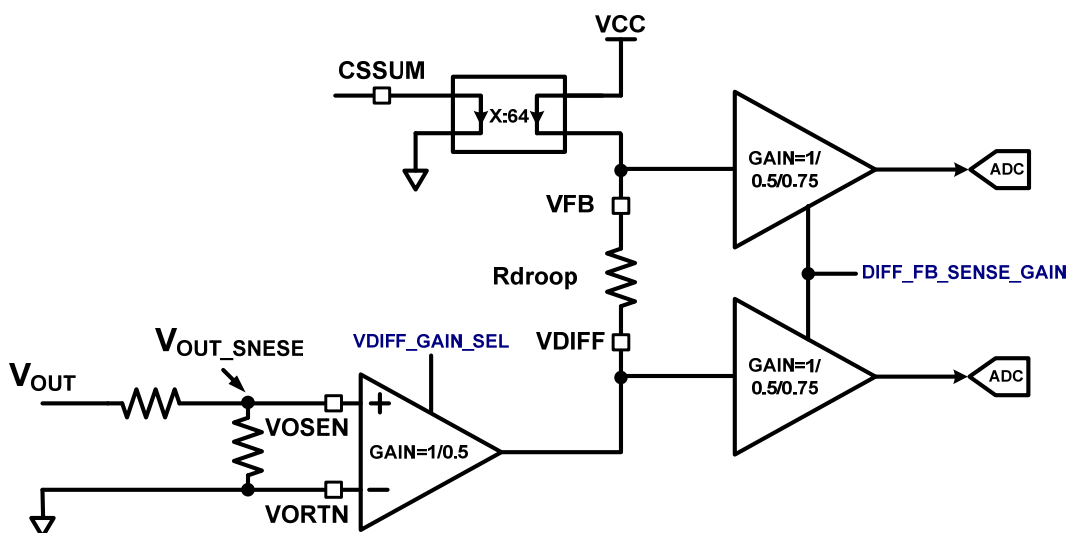 VCC
CSSUM
X:64
GAIN=1/
0.5/0.75
ADC
VFB
Rdroop
DIFF_FB_SENSE_GAIN
VDIFF
VDIFF_GAIN_SEL
VOUT_SNESE
VOUT
GAIN=1/
0.5/0.75
ADC
VOSEN
+
GAIN=1/0.5
−
VORTN